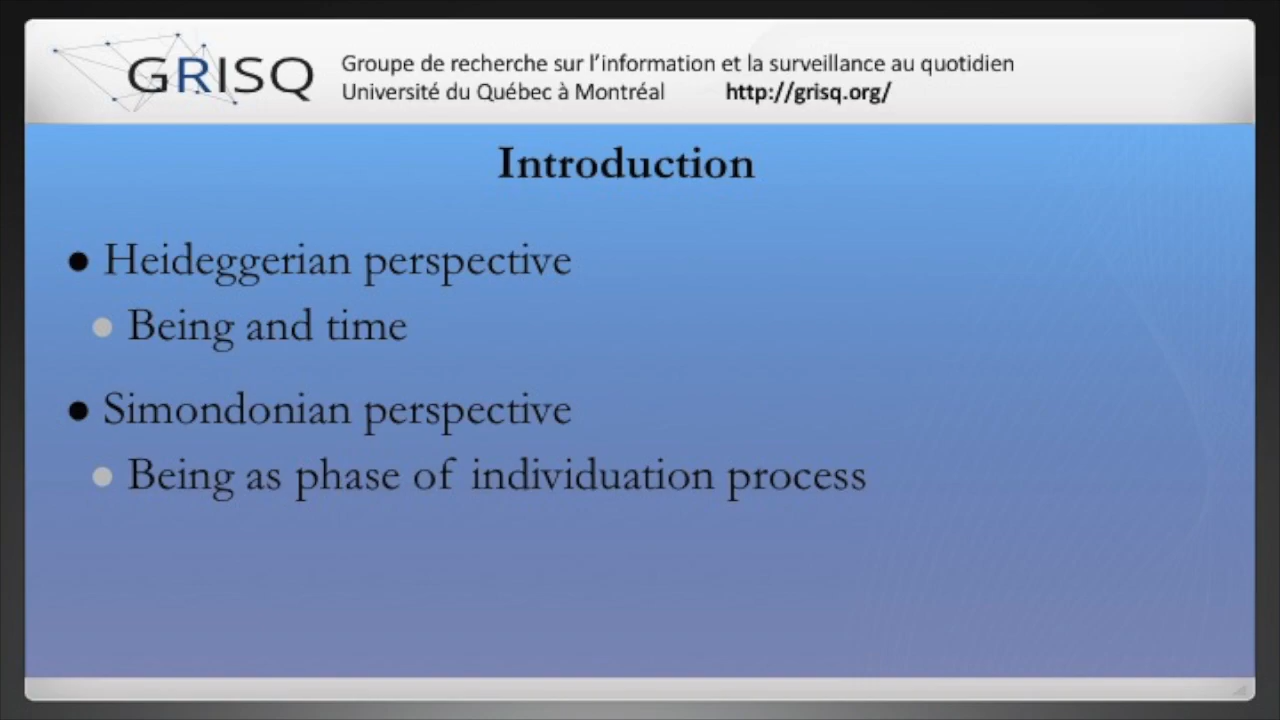 GRISQ
Groupe de recherche sur l'information et la surveillance au quotidien
Université du Québec à Montréal http://grisq.org/
Introduction
● Heideggerian perspective
● Being and time
● Simondonian perspective
● Being as phase of individuation process